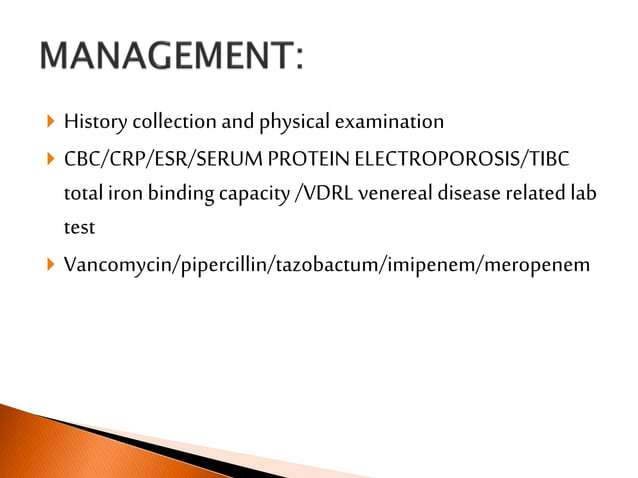 MANAGEMENT:
History collection and physical examination
CBC/CRP/ESR/SERUM PROTEIN ELECTROPOROSIS/TIBC
total iron binding capacity /VDRL venereal disease related lab
test
Vancomycin/pipercillin/tazobactum/imipenem/meropenem